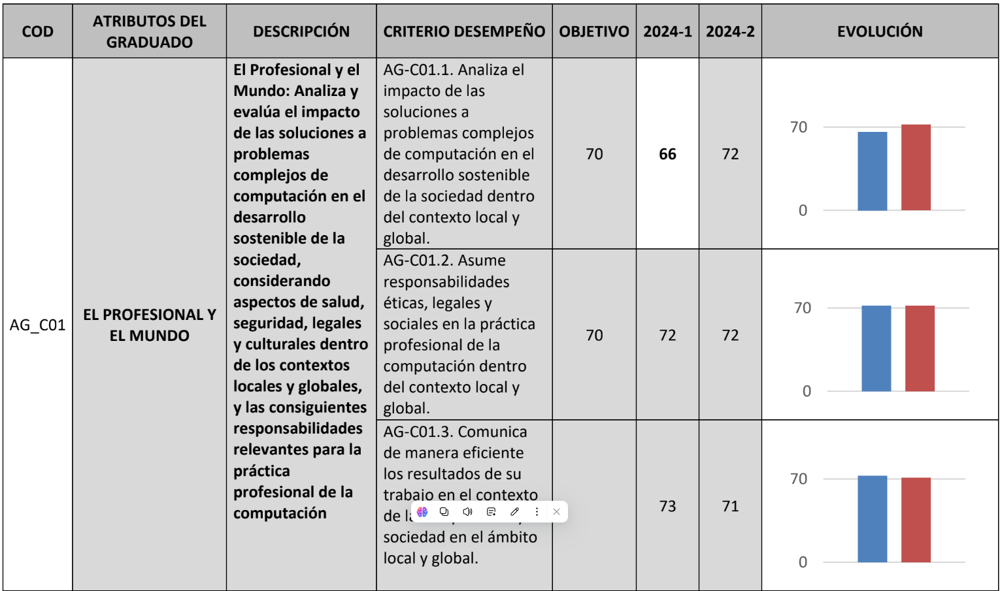 COD
ATRIBUTOS DEL
GRADUADO
DESCRIPCIÓN
CRITERIO DESEMPEÑO
OBJETIVO
2024-1
2024-2
EVOLUCIÓN
AG_C01
EL PROFESIONAL Y
EL MUNDO
El Profesional y el
Mundo: Analiza y
evalúa el impacto
de las soluciones a
problemas
complejos de
computación en el
desarrollo
sostenible de la
sociedad,
considerando
aspectos de salud,
seguridad, legales
y culturales dentro
de los contextos
locales y globales,
y las consiguientes
responsabilidades
relevantes para la
práctica
profesional de la
computación
AG-C01.1. Analiza el
impacto de las
soluciones a
problemas complejos
de computación en el
desarrollo sostenible
de la sociedad dentro
del contexto local y
global.
70
66
72
70
0
AG-C01.2. Asume
responsabilidades
éticas, legales y
sociales en la práctica
profesional de la
computación dentro
del contexto local y
global.
70
72
72
70
0
AG-C01.3. Comunica
de manera eficiente
los resultados de su
trabajo en el contexto
de
sociedad en el ámbito
local y global.
73
71
70
0